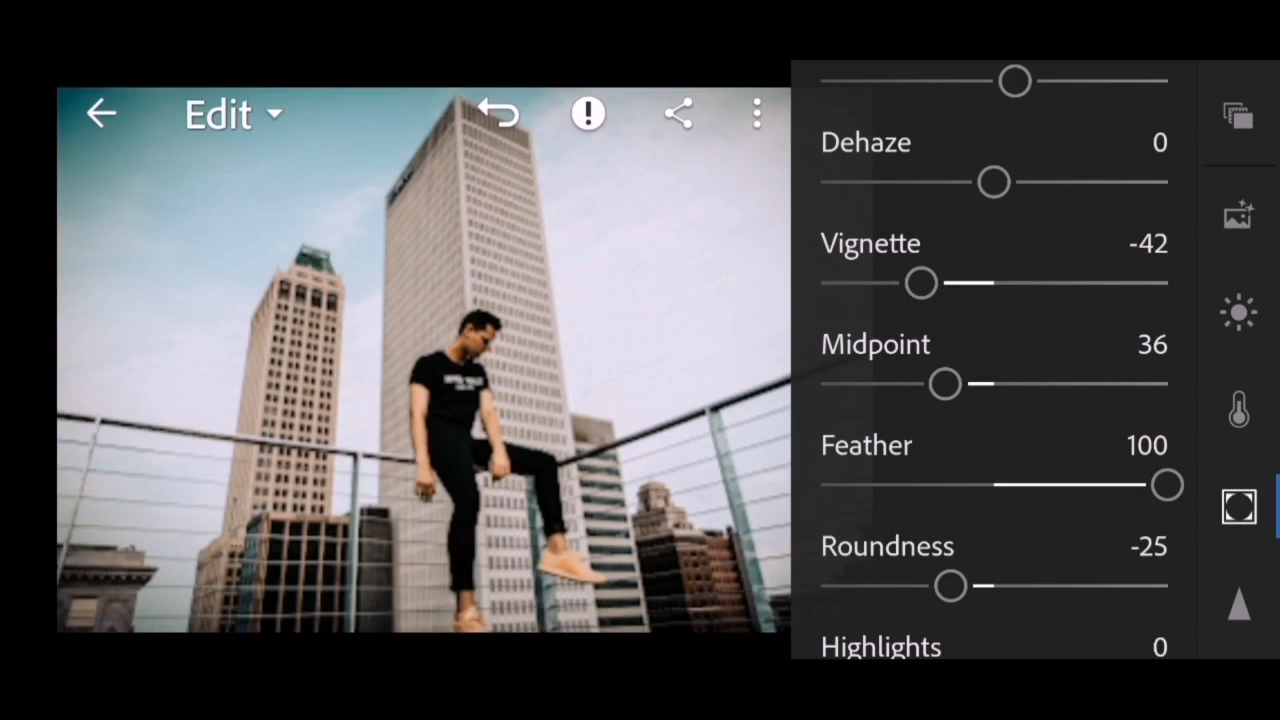 Edit
Dehaze 0
Vignette -42
Midpoint 36
Feather 100
Roundness -25
Highlights 0